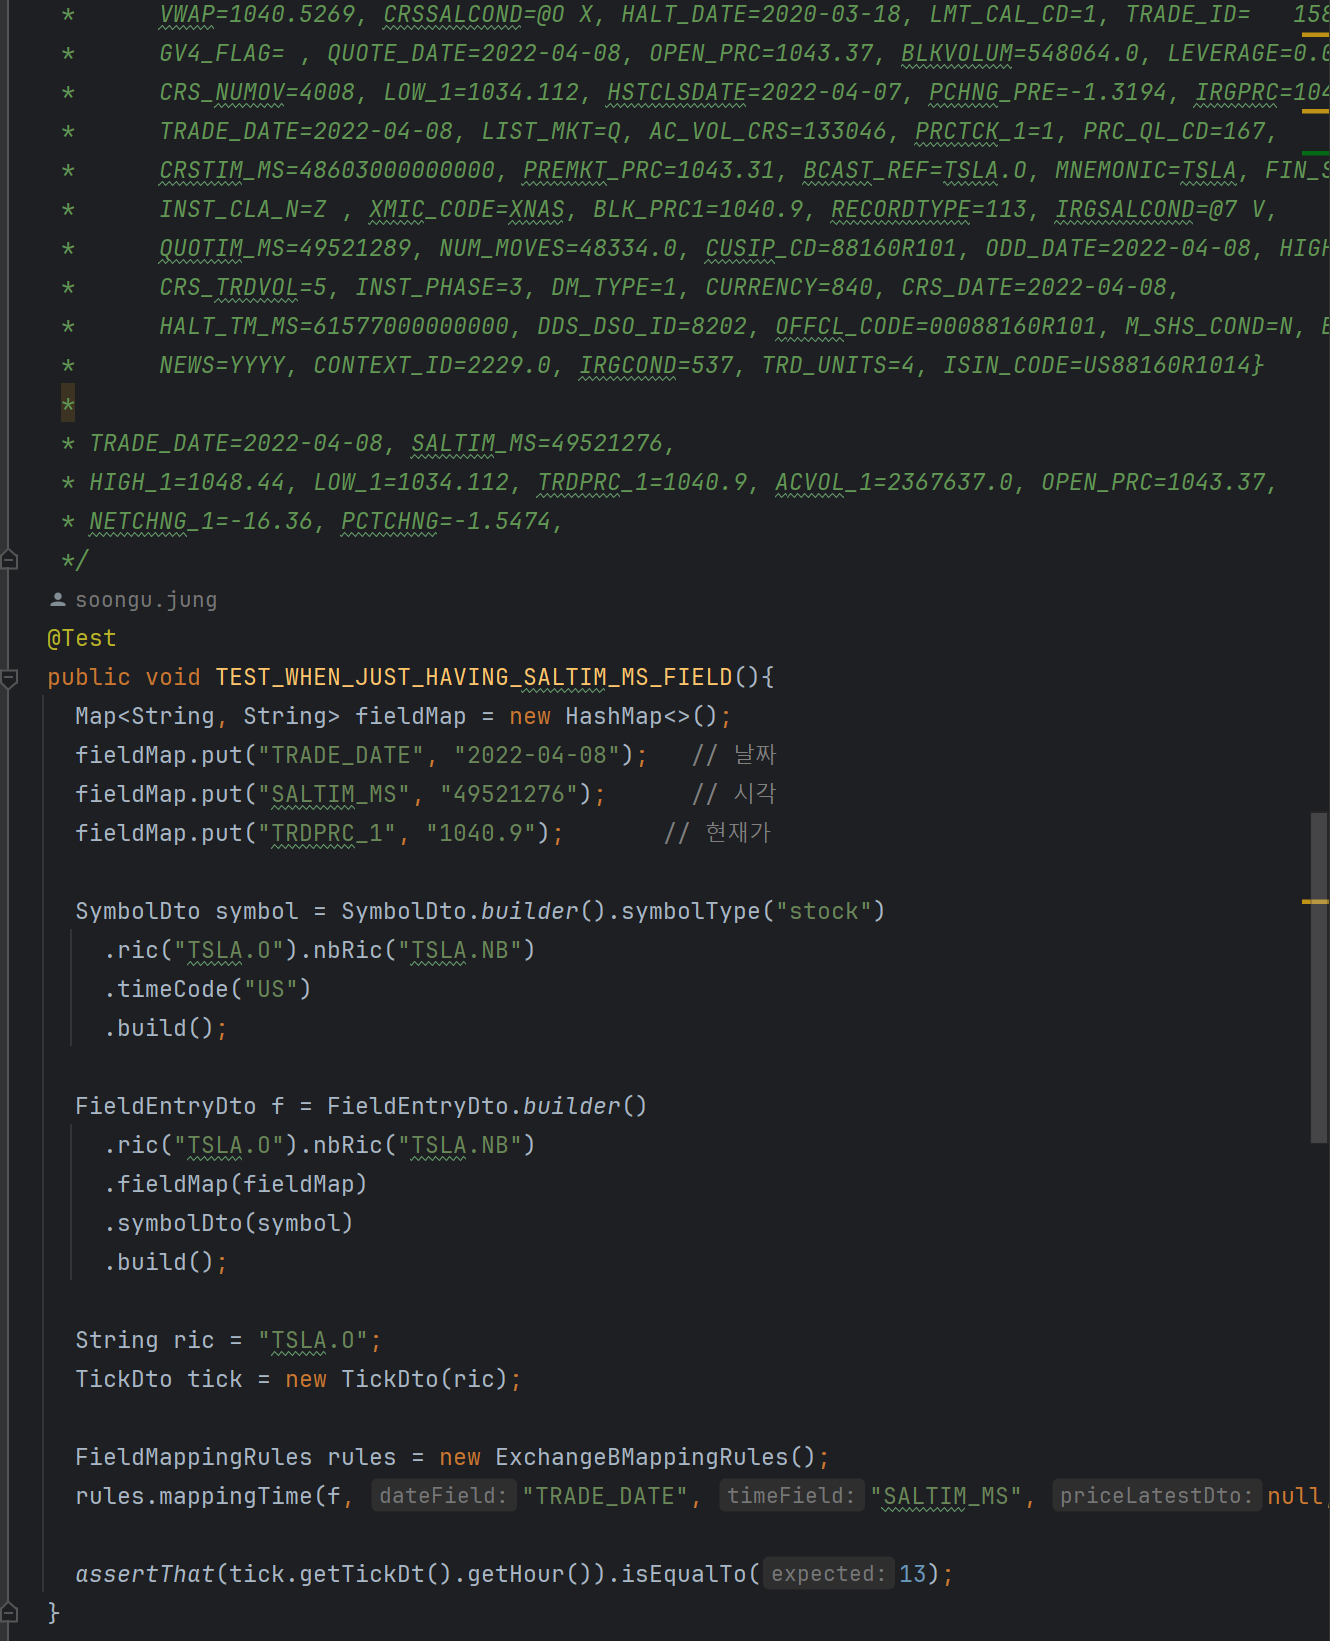 * VWAP=1040.5269, CRSSALCOND=@O X, HALT_DATE=2020-03-18, LMT_CAL_CD=1, TRADE_ID= 158
* GV4_FLAG= , QUOTE_DATE=2022-04-08, OPEN_PRC=1043.37, BLKVOLUM=548064.0, LEVERAGE=0.0
* CRS_NUMOV=4008, LOW_1=1034.112, HSTCLSDATE=2022-04-07, PCHNG_PRE=-1.3194, IRGPRC=104
* TRADE_DATE=2022-04-08, LIST_MKT=Q, AC_VOL_CRS=133046, PRCTCK_1=1, PRC_QL_CD=167,
* CRSTIM_MS=48603000000000, PREMKT_PRC=1043.31, BCAST_REF=TSLA.O, MNEMONIC=TSLA, FIN_S
* INST_CLA_N=Z , XMIC_CODE=XNAS, BLK_PRC1=1040.9, RECORDTYPE=113, IRGSALCOND=@7 V,
* QUOTIM_MS=49521289, NUM_MOVES=48334.0, CUSIP_CD=88160R101, ODD_DATE=2022-04-08, HIGH
* CRS_TRDVOL=5, INST_PHASE=3, DM_TYPE=1, CURRENCY=840, CRS_DATE=2022-04-08,
* HALT_TM_MS=61577000000000, DDS_DSO_ID=8202, OFFCL_CODE=00088160R101, M_SHS_COND=N,
* NEWS=YYYY, CONTEXT_ID=2229.0, IRGCOND=537, TRD_UNITS=4, ISIN_CODE=US88160R1014}
*
* TRADE_DATE=2022-04-08, SALTIM_MS=49521276,
* HIGH_1=1048.44, LOW_1=1034.112, TRDPRC_1=1040.9, ACVOL_1=2367637.0, OPEN_PRC=1043.37,
* NETCHNG_1=-16.36, PCTCHNG=-1.5474,
*/
soongu.jung
@Test
public void TEST_WHEN_JUST_HAVING_SALTIM_MS_FIELD(){
Map<String, String> fieldMap = new HashMap<>();
fieldMap.put("TRADE_DATE", "2022-04-08"); // 날짜
fieldMap.put("SALTIM_MS", "49521276"); // 시각
fieldMap.put("TRDPRC_1", "1040.9"); // 현재가
SymbolDto symbol = SymbolDto.builder().symbolType("stock")
.ric("TSLA.O").nbRic("TSLA.NB")
.timeCode("US")
.build();
FieldEntryDto f = FieldEntryDto.builder()
.ric("TSLA.O").nbRic("TSLA.NB")
.fieldMap(fieldMap)
.symbolDto(symbol)
.build();
String ric = "TSLA.O";
TickDto tick = new TickDto(ric);
FieldMappingRules rules = new ExchangeBMappingRules();
rules.mappingTime(f, dateField: "TRADE_DATE", timeField: "SALTIM_MS", priceLatestDto: null,
assertThat(tick.getTickDt().getHour()).isEqualTo( expected: 13);
}